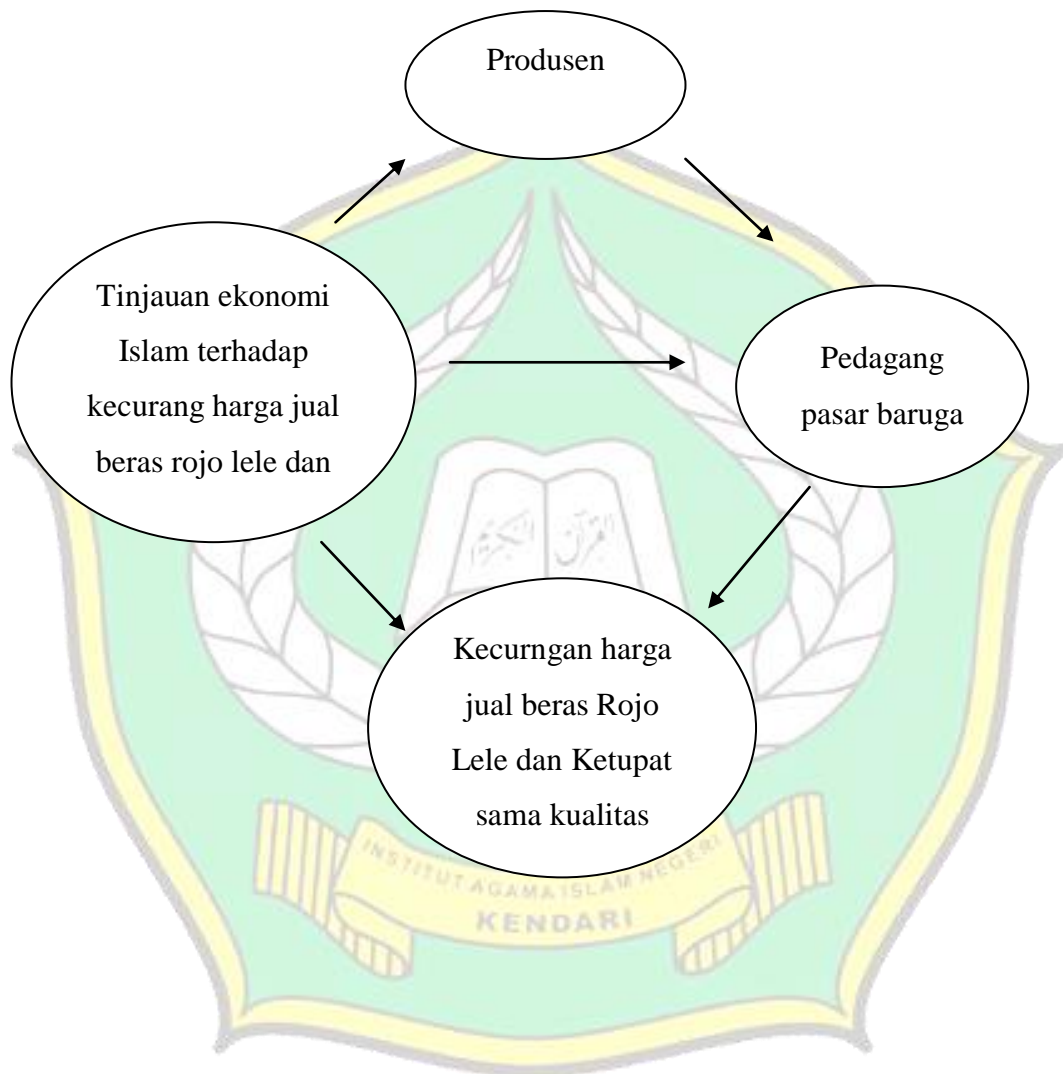 Produsen
Tinjauan ekonomi
Islam terhadap
kecurang harga jual
beras rojo lele dan
Pedagang
pasar baruga
Kecurngan harga
jual beras Rojo
Lele dan Ketupat
sama kualitas
INSTITUT AGAMA ISLAM NEGERI
KENDARI